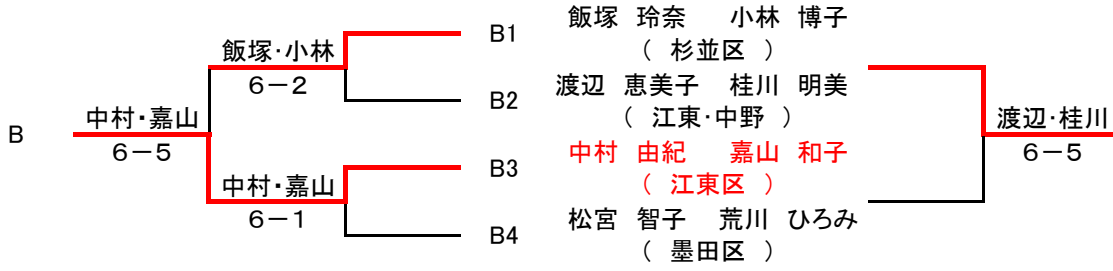 B
中村・嘉山
6-5
飯塚・小林
6-2
中村・嘉山
6-1
B1
飯塚 玲奈 小林 博子
( 杉並区 )
B2
渡辺 恵美子 桂川 明美
( 江東・中野 )
B3
中村 由紀 嘉山 和子
( 江東区 )
B4
松宮 智子 荒川 ひろみ
( 墨田区 )
渡辺・桂川
6-5